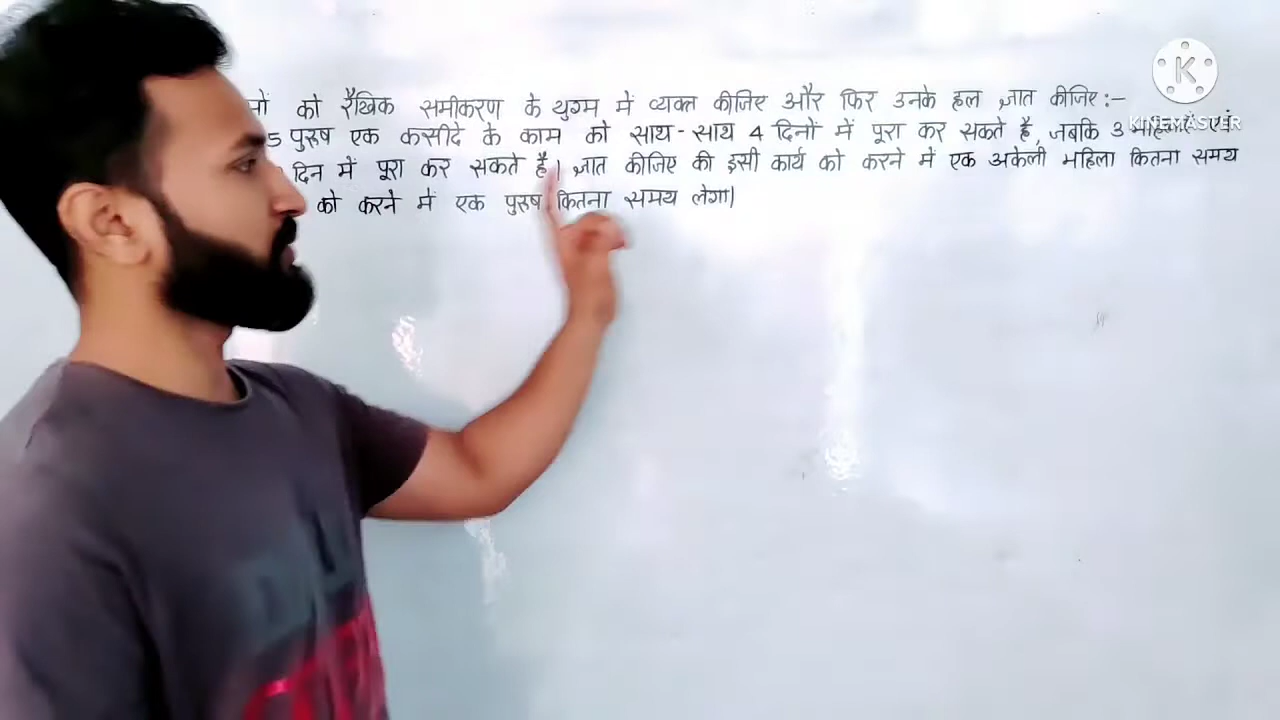 को रैखिक समीकरण के युग्म में व्यक्त कीजिए और फिर उनके हल ज्ञात कीजिए :-
5 पुरूष एक कसीदे के काम को साथ - साथ 4 दिनों में पूरा कर सकते है, जबकि 3
दिन में पूरा कर सकते है। ज्ञात कीजिए की इसी कार्य को करने में एक अकेली महिला कितना समय
को करने में एक पुरूष कितना समय लेगा।
K
KINEMASTER